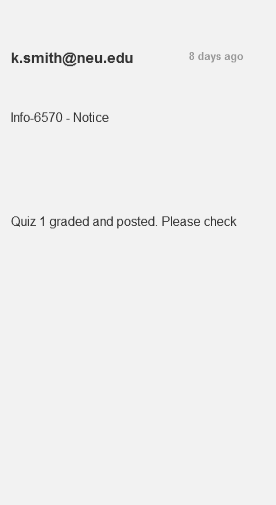 k.smith@neu.edu 8 days ago
Info-6570 - Notice
Quiz 1 graded and posted. Please check